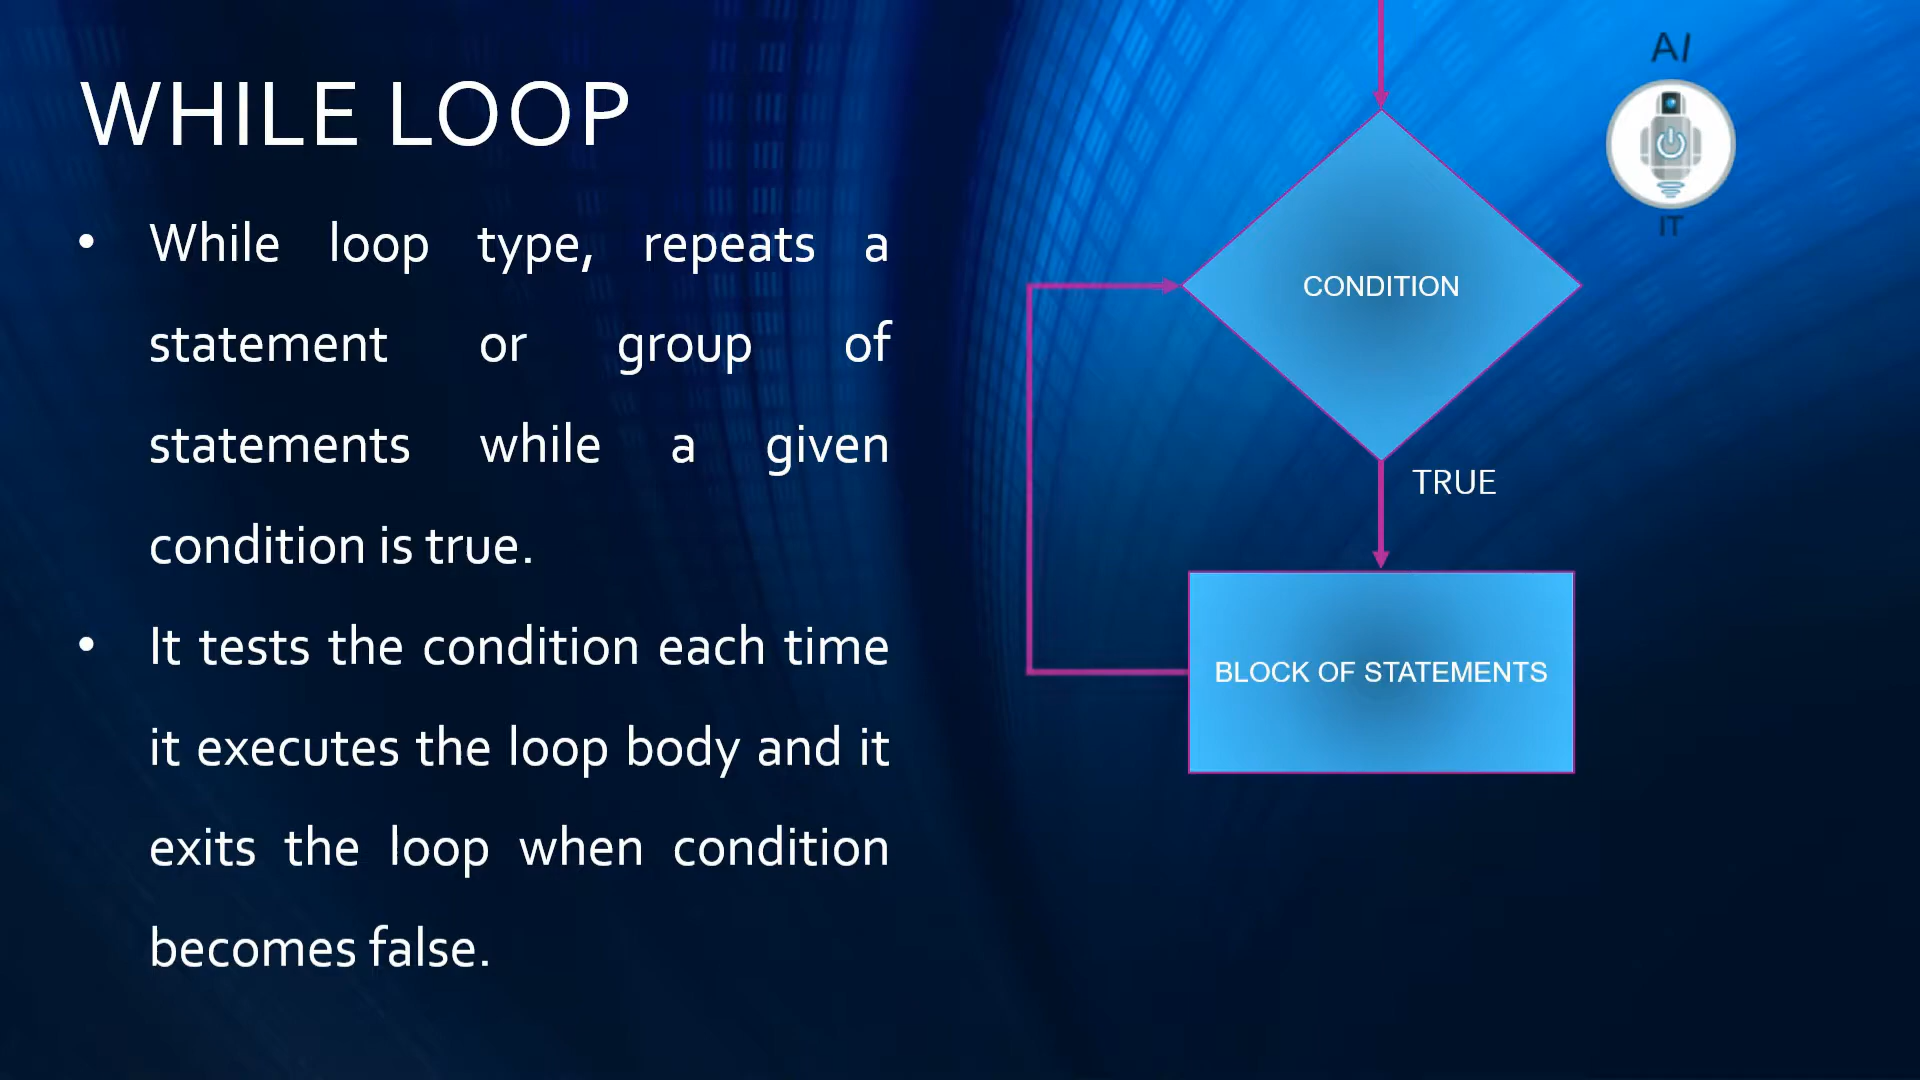 WHILE LOOP
• While loop type, repeats a
statement or group of
statements while a given
condition is true.
• It tests the condition each time
it executes the loop body and it
exits the loop when condition
becomes false.
AI
IT
CONDITION
TRUE
BLOCK OF STATEMENTS